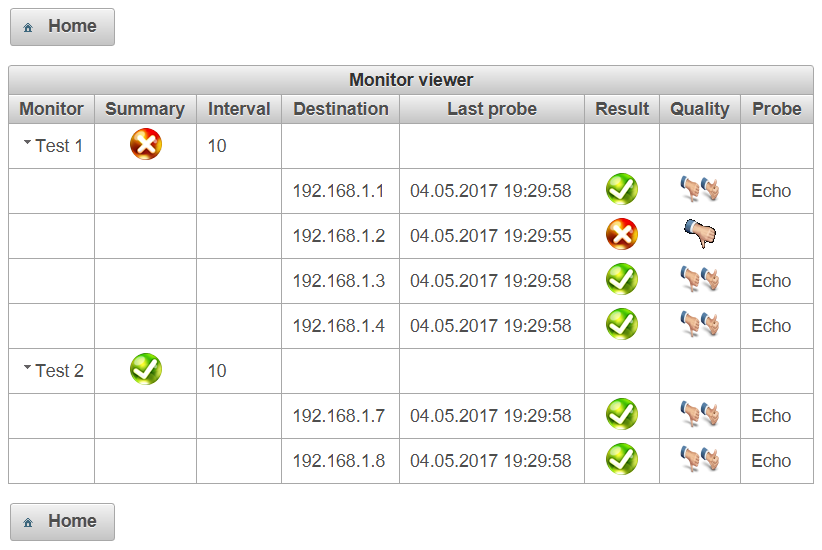 Home
Monitor viewer
Monitor Summary Interval Destination Last probe Result Quality Probe
Test 1 10
192.168.1.1 04.05.2017 19:29:58 Echo
192.168.1.2 04.05.2017 19:29:55
192.168.1.3 04.05.2017 19:29:58 Echo
192.168.1.4 04.05.2017 19:29:58 Echo
Test 2 10
192.168.1.7 04.05.2017 19:29:58 Echo
192.168.1.8 04.05.2017 19:29:58 Echo
Home